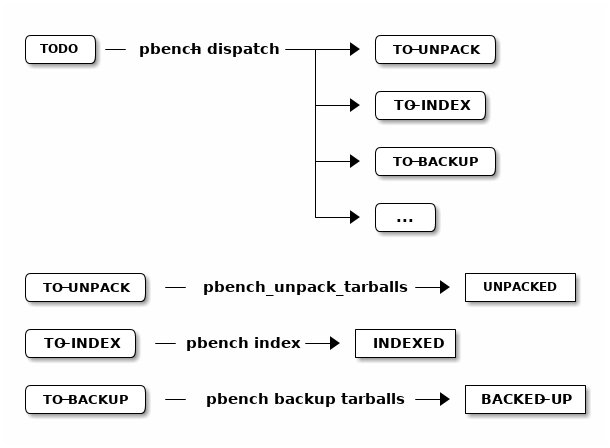 TODO pbench-dispatch TO-UNPACK
TO-INDEX
TO-BACKUP
...
TO-UNPACK pbench_unpack_tarballs UNPACKED
TO-INDEX pbench index INDEXED
TO-BACKUP pbench backup tarballs BACKED-UP